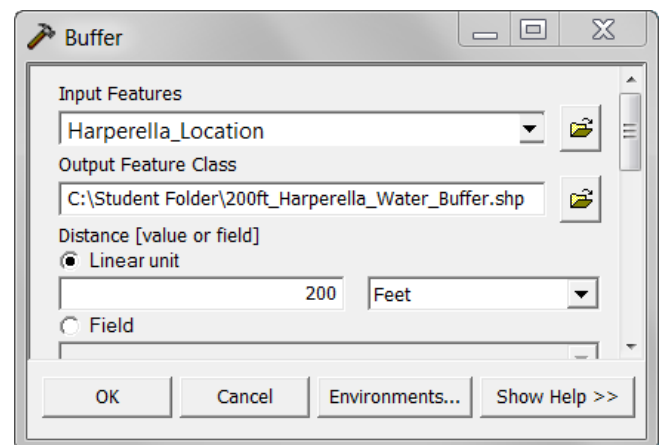 Buffer
Input Features
Harperella_Location
Output Feature Class
C:\Student Folder\200ft_Harperella_Water_Buffer.shp
Distance [value or field]
Linear unit
200 Feet
Field
OK Cancel Environments... Show Help >>